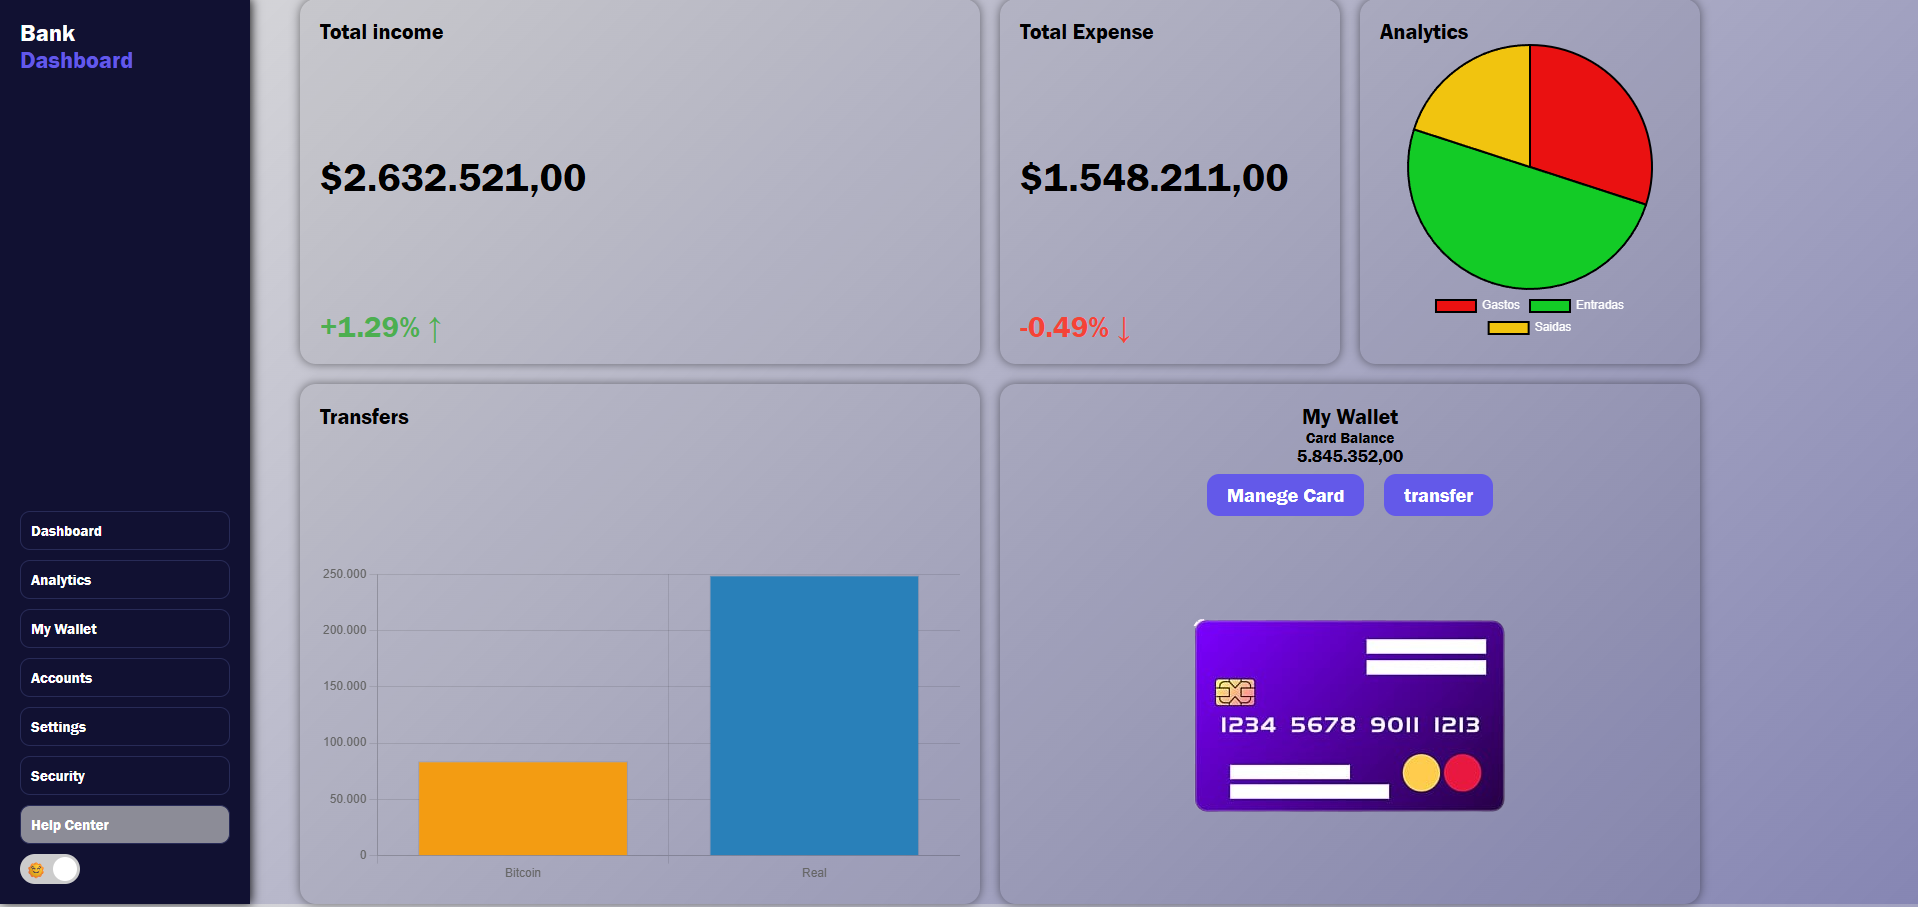 Bank
Dashboard
Dashboard
Analytics
My Wallet
Accounts
Settings
Security
Help Center
Total income
$2.632.521,00
+1.29% ↑
Total Expense
$1.548.211,00
-0.49% ↓
Analytics
Gastos Entradas
Saidas
Transfers
250.000
200.000
150.000
100.000
50.000
0
Bitcoin Real
My Wallet
Card Balance
5.845.352,00
Manege Card transfer
1234 5678 9011 1213